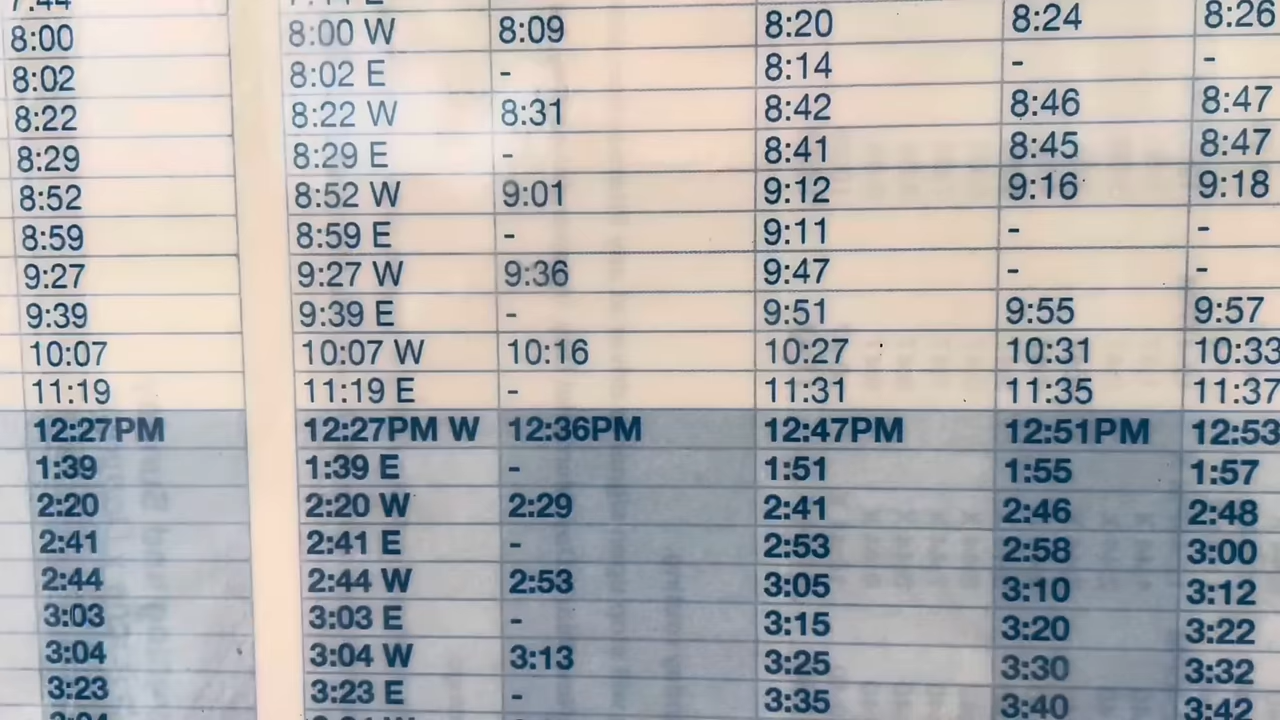 8:00 8:00 W 8:09 8:20 8:24 8:26
8:02 8:02 E - 8:14 - -
8:22 8:22 W 8:31 8:42 8:46 8:47
8:29 8:29 E - 8:41 8:45 8:47
8:52 8:52 W 9:01 9:12 9:16 9:18
8:59 8:59 E - 9:11 - -
9:27 9:27 W 9:36 9:47 - -
9:39 9:39 E - 9:51 9:55 9:57
10:07 10:07 W 10:16 10:27 10:31 10:33
11:19 11:19 E - 11:31 11:35 11:37
12:27PM 12:27PM W 12:36PM 12:47PM 12:51PM 12:53
1:39 1:39 E - 1:51 1:55 1:57
2:20 2:20 W 2:29 2:41 2:46 2:48
2:41 2:41 E - 2:53 2:58 3:00
2:44 2:44 W 2:53 3:05 3:10 3:12
3:03 3:03 E - 3:15 3:20 3:22
3:04 3:04 W 3:13 3:25 3:30 3:32
3:23 3:23 E - 3:35 3:40 3:42